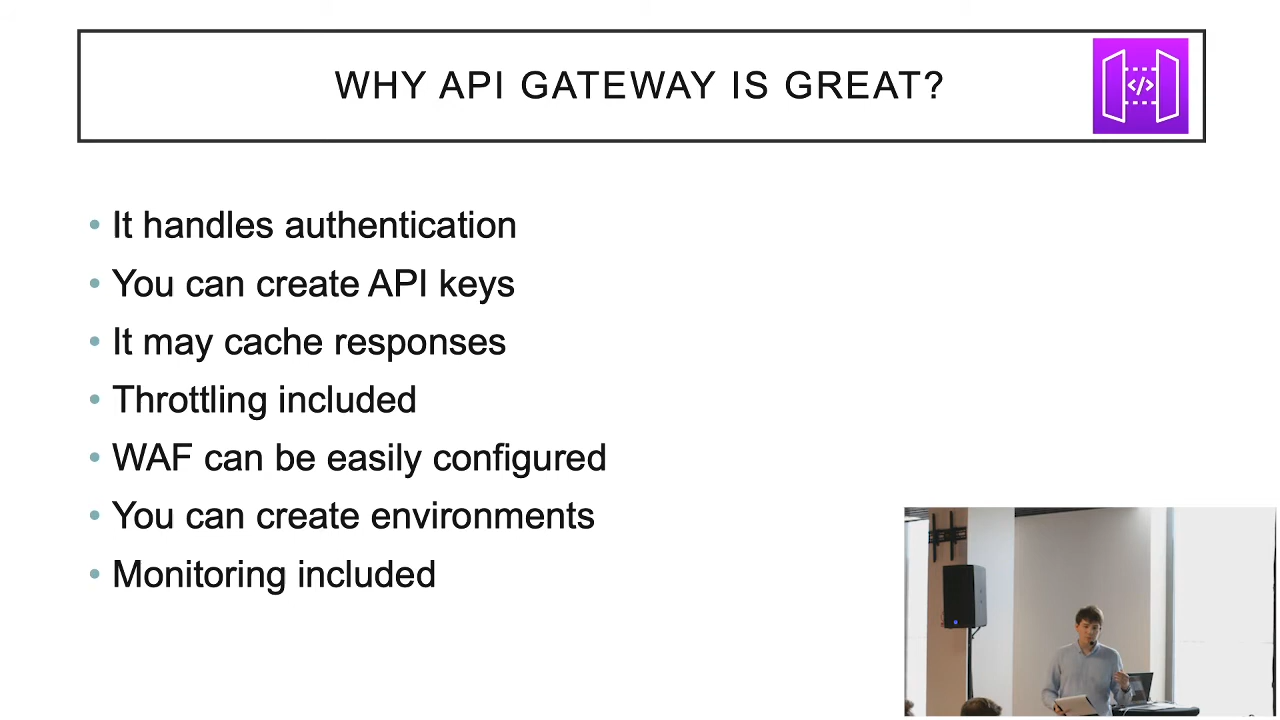 WHY API GATEWAY IS GREAT?
</>
• It handles authentication
• You can create API keys
• It may cache responses
• Throttling included
• WAF can be easily configured
• You can create environments
• Monitoring included